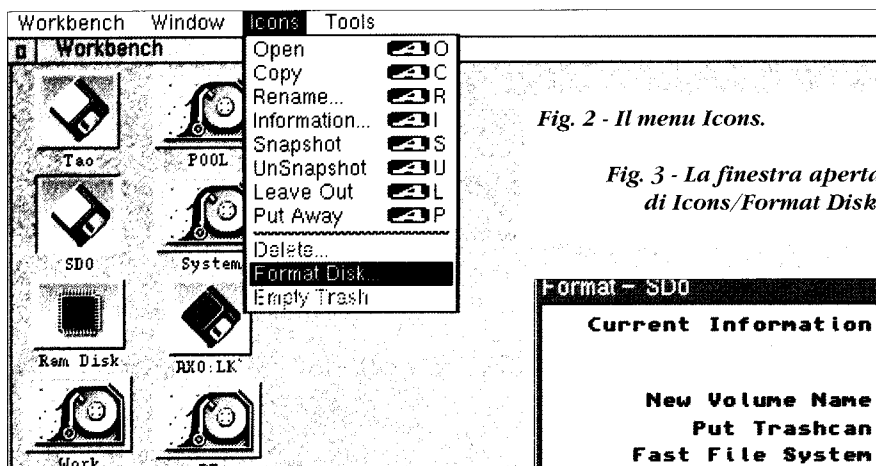 Workbench Window Icons Tools
Workbench
Open A O
Copy A C
Rename... A R
Information... A I
Snapshot A S
UnSnapshot A U
Leave Out A L
Put Away A P
Delete...
Format Disk...
Empty Trash
Tao POOL
SD0 System
Ram Disk RX0:LK
Work
Fig. 2 - Il menu Icons.
Fig. 3 - La finestra aperta
di Icons/Format Disk
Format – SD0
Current Information
New Volume Name
Put Trashcan
Fast File System